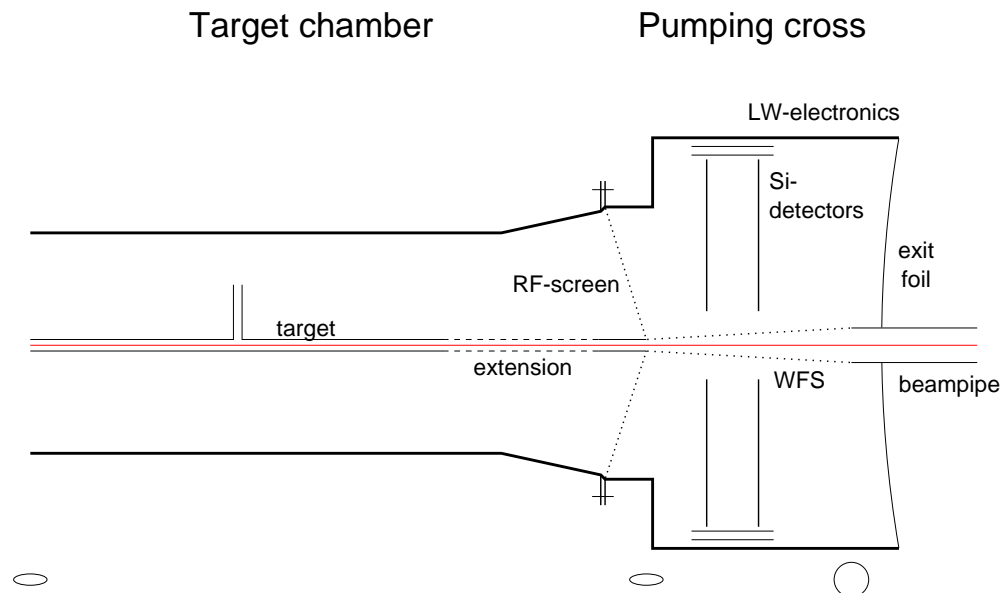 Target chamber
Pumping cross
LW-electronics
Si-
detectors
exit
foil
RF-screen
target
extension
WFS
beampipe